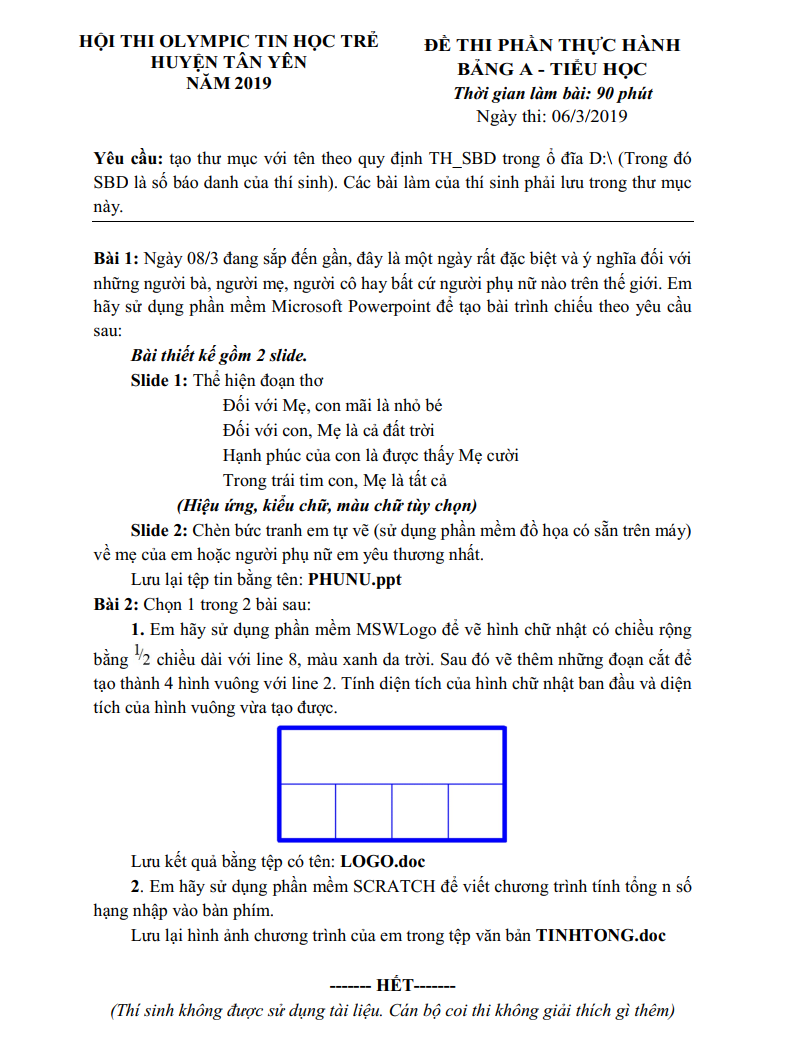 HỘI THI OLYMPIC TIN HỌC TRẺ
HUYỆN TÂN YÊN
NĂM 2019
ĐỀ THI PHẦN THỰC HÀNH
BẢNG A - TIỂU HỌC
Thời gian làm bài: 90 phút
Ngày thi: 06/3/2019
Yêu cầu: tạo thư mục với tên theo quy định TH_SBD trong ổ đĩa D:\ (Trong đó
SBD là số báo danh của thí sinh). Các bài làm của thí sinh phải lưu trong thư mục
này.
Bài 1: Ngày 08/3 đang sắp đến gần, đây là một ngày rất đặc biệt và ý nghĩa đối với
những người bà, người mẹ, người cô hay bất cứ người phụ nữ nào trên thế giới. Em
hãy sử dụng phần mềm Microsoft Powerpoint để tạo bài trình chiếu theo yêu cầu
sau:
Bài thiết kế gồm 2 slide.
Slide 1: Thể hiện đoạn thơ
Đối với Mẹ, con mãi là nhỏ bé
Đối với con, Mẹ là cả đất trời
Hạnh phúc của con là được thấy Mẹ cười
Trong trái tim con, Mẹ là tất cả
(Hiệu ứng, kiểu chữ, màu chữ tùy chọn)
Slide 2: Chèn bức tranh em tự vẽ (sử dụng phần mềm đồ họa có sẵn trên máy)
về mẹ của em hoặc người phụ nữ em yêu thương nhất.
Lưu lại tệp tin bằng tên: PHUNU.ppt
Bài 2: Chọn 1 trong 2 bài sau:
1. Em hãy sử dụng phần mềm MSWLogo để vẽ hình chữ nhật có chiều rộng
bằng 1/2 chiều dài với line 8, màu xanh da trời. Sau đó vẽ thêm những đoạn cắt để
tạo thành 4 hình vuông với line 2. Tính diện tích của hình chữ nhật ban đầu và diện
tích của hình vuông vừa tạo được.
Lưu kết quả bằng tệp có tên: LOGO.doc
2. Em hãy sử dụng phần mềm SCRATCH để viết chương trình tính tổng n số
hạng nhập vào bàn phím.
Lưu lại hình ảnh chương trình của em trong tệp văn bản TINHTONG.doc
------- HẾT-------
(Thí sinh không được sử dụng tài liệu. Cán bộ coi thi không giải thích gì thêm)